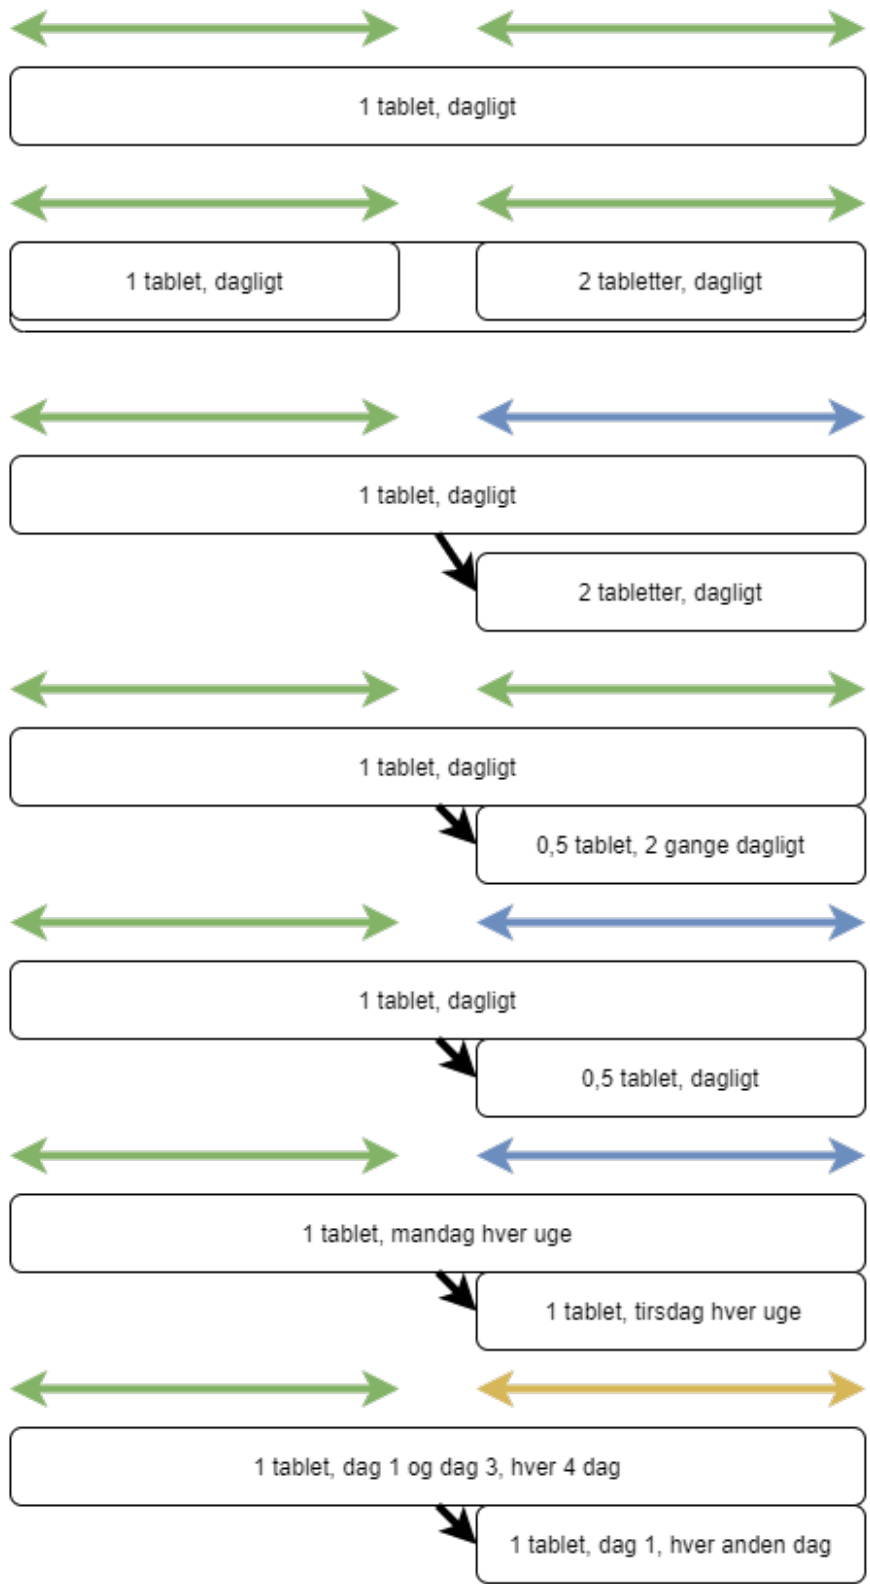 1 tablet, dagligt
1 tablet, dagligt
2 tabletter, dagligt
1 tablet, dagligt
2 tabletter, dagligt
1 tablet, dagligt
0,5 tablet, 2 gange dagligt
1 tablet, dagligt
0,5 tablet, dagligt
1 tablet, mandag hver uge
1 tablet, tirsdag hver uge
1 tablet, dag 1 og dag 3, hver 4 dag
1 tablet, dag 1, hver anden dag